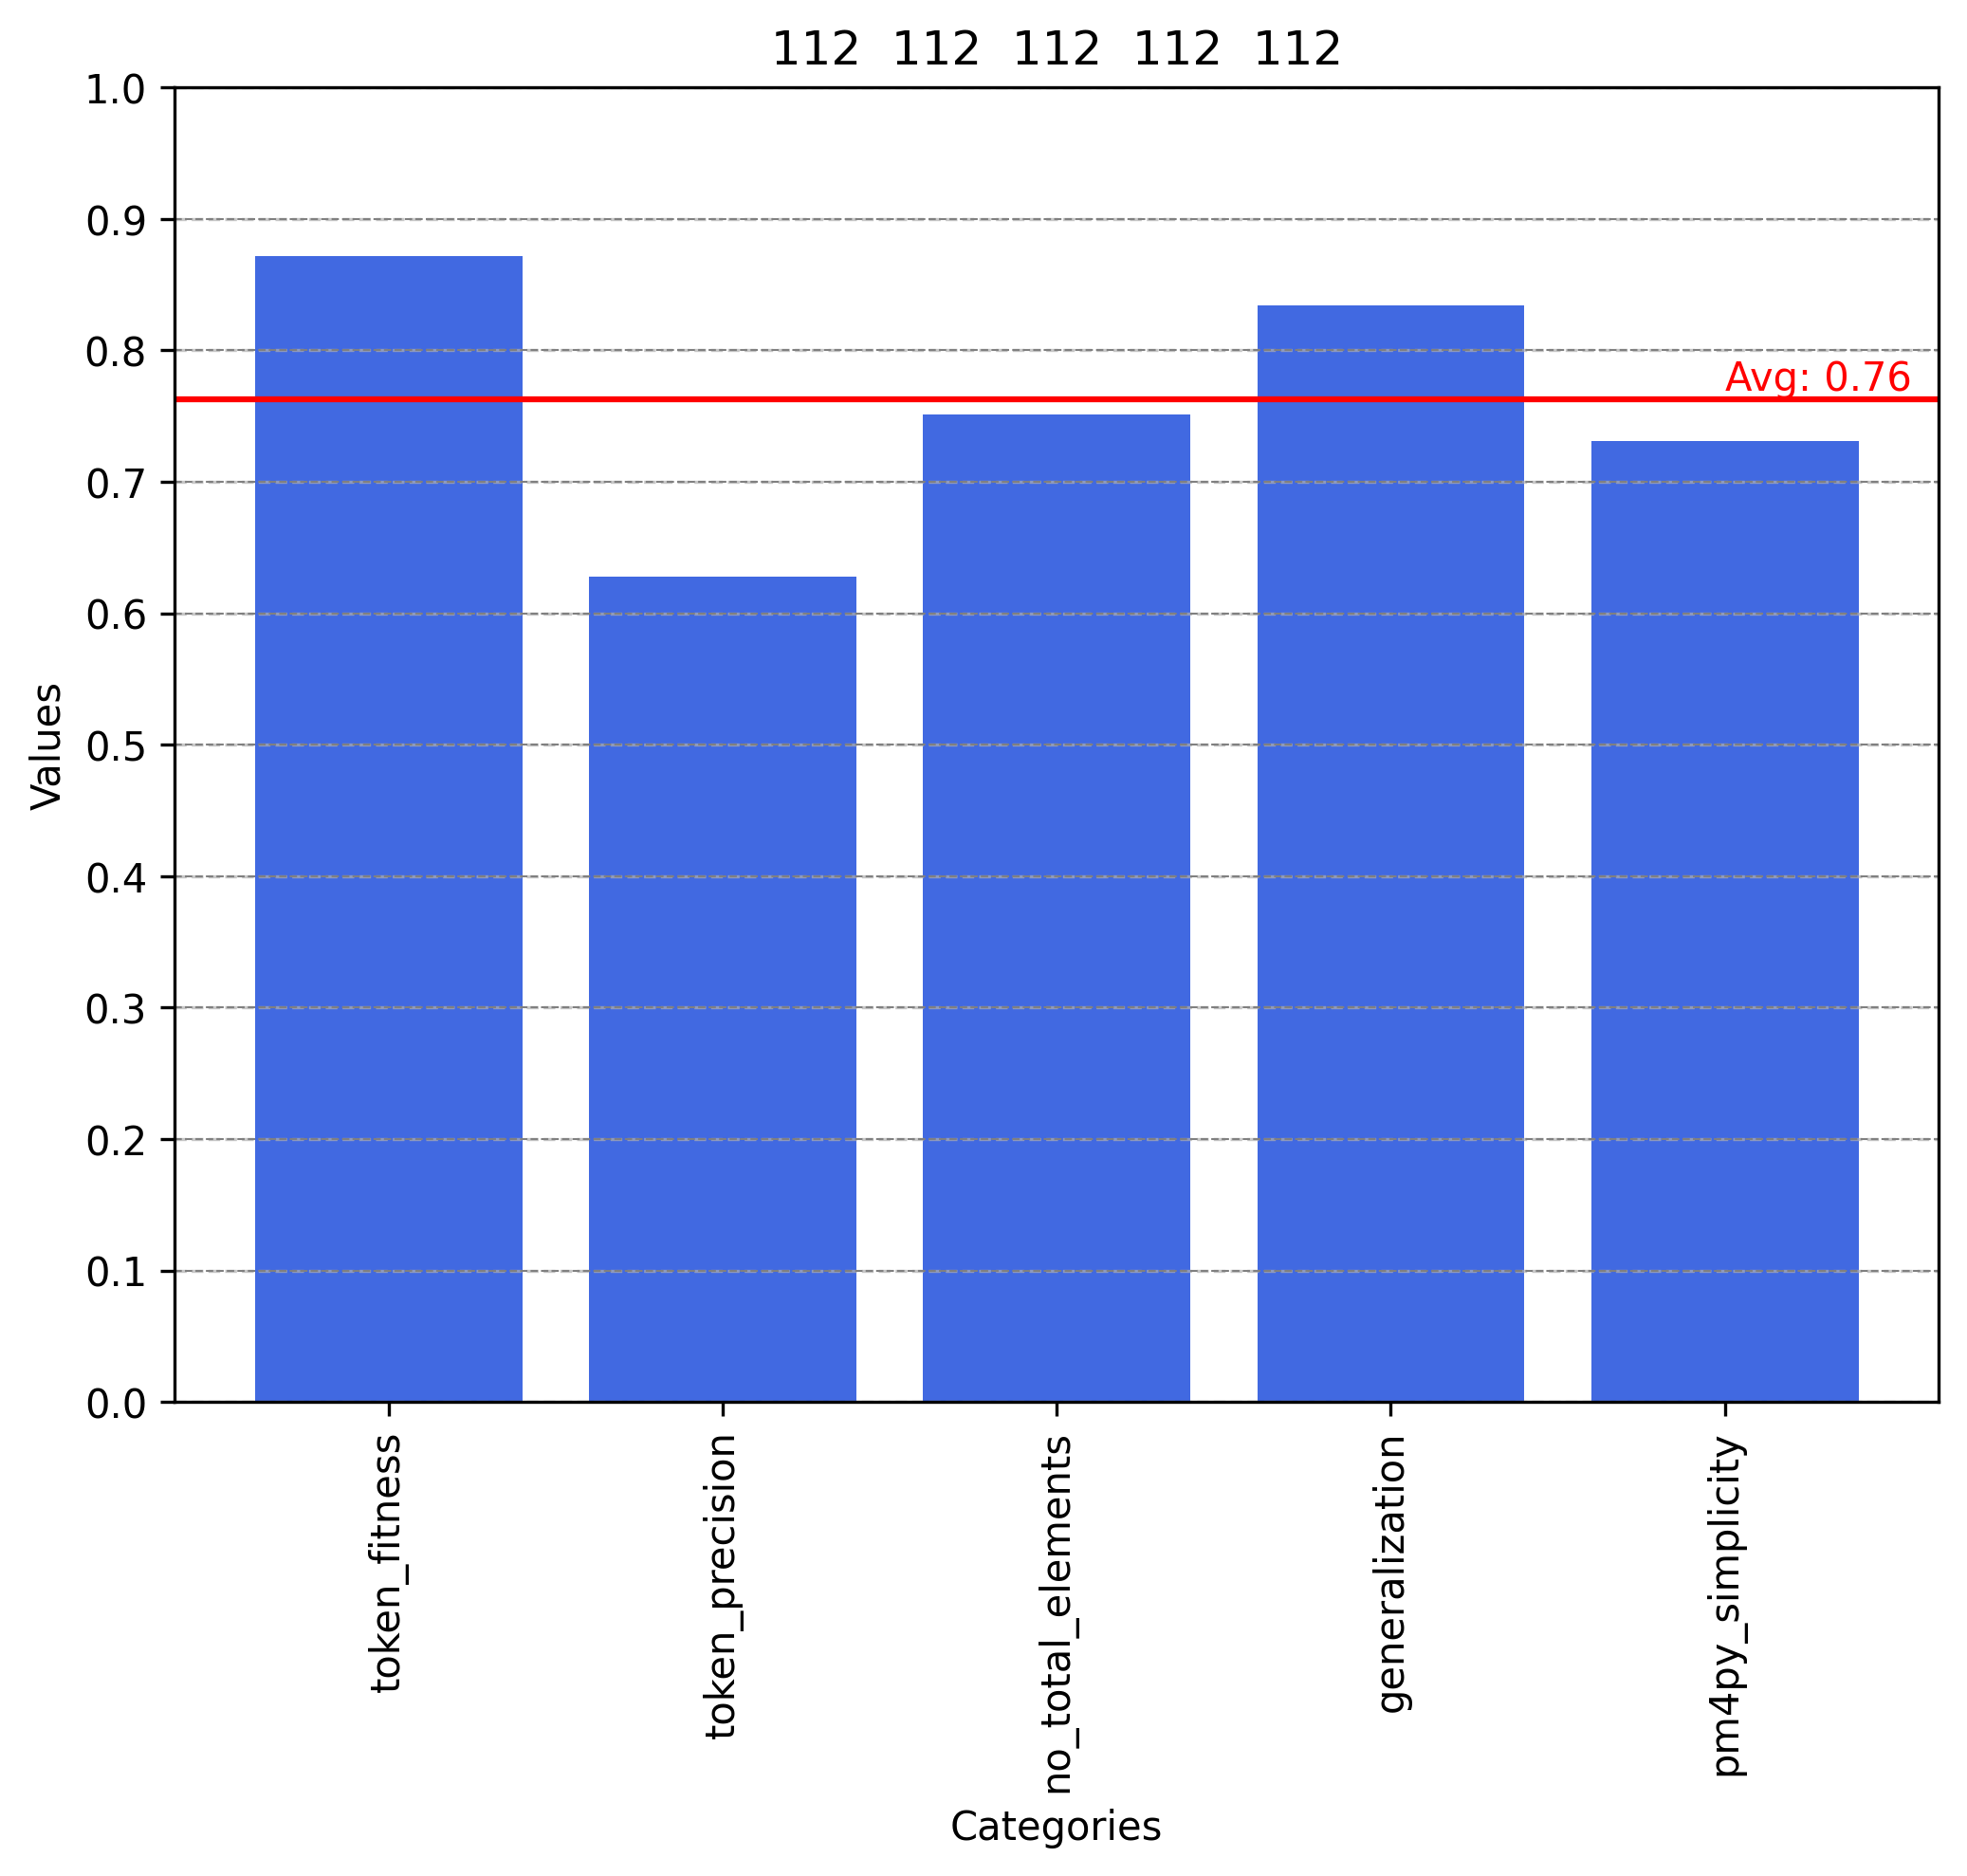 112 112 112 112 112
1.0
0.9
0.8
0.7
0.6
0.5
0.4
0.3
0.2
0.1
0.0
Values
Avg: 0.76
token_fitness
token_precision
no_total_elements
generalization
pm4py_simplicity
Categories